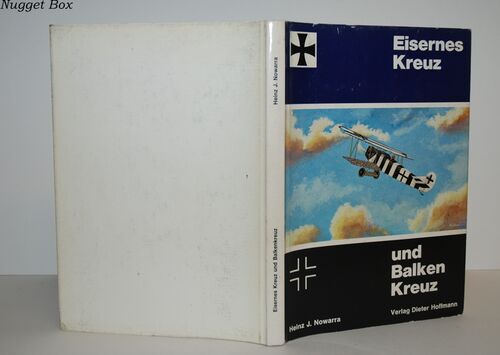 Nugget Box
Heinz J. Nowarra
Eisernes Kreuz und Balkenkreuz
Eisernes
Kreuz
und
Balken
Kreuz
Heinz J. Nowarra
Verlag Dieter Hoffmann